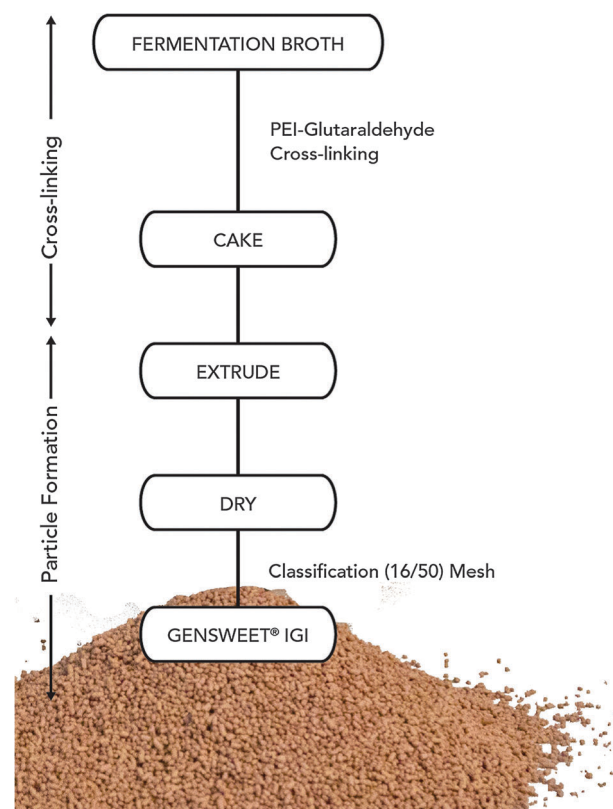 FERMENTATION BROTH
PEI-Glutaraldehyde
Cross-linking
Cross-linking
CAKE
EXTRUDE
Particle Formation
DRY
Classification (16/50) Mesh
GENSWEET® IGI